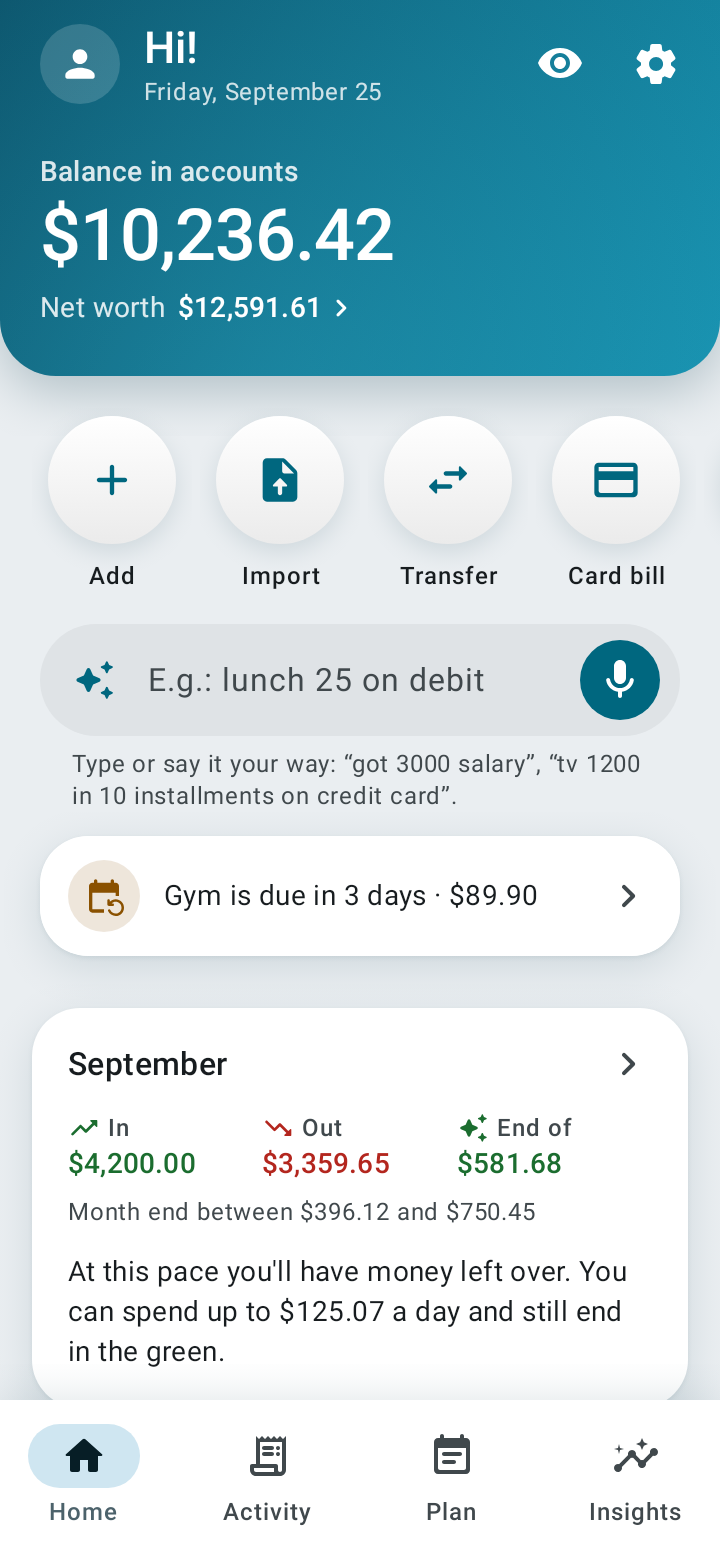 Hi!
Friday, September 25
Balance in accounts
$10,236.42
Net worth $12,591.61
Add
Import
Transfer
Card bill
E.g.: lunch 25 on debit
Type or say it your way: “got 3000 salary”, “tv 1200
in 10 installments on credit card”.
Gym is due in 3 days · $89.90
September
In
Out
End of
$4,200.00
$3,359.65
$581.68
Month end between $396.12 and $750.45
At this pace you'll have money left over. You
can spend up to $125.07 a day and still end
in the green.
Home
Activity
Plan
Insights